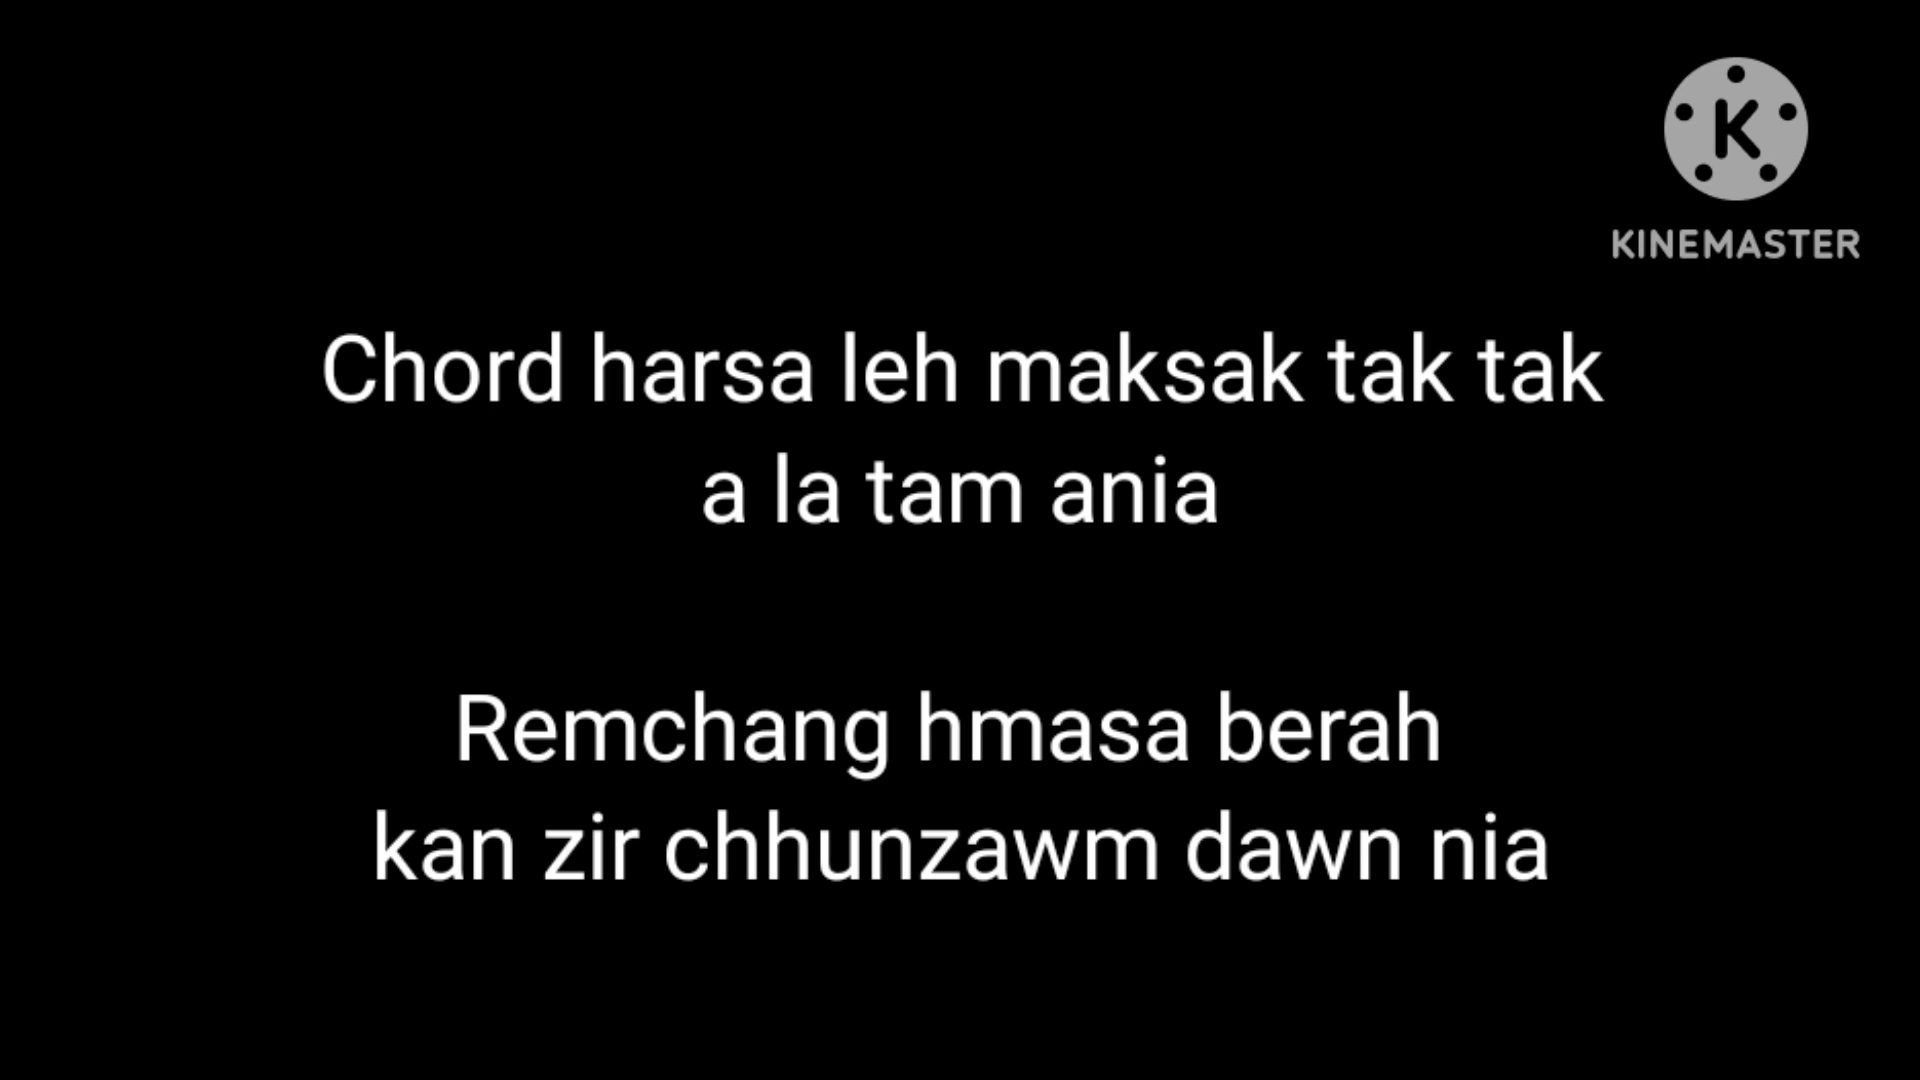 K
KINEMASTER
Chord harsa leh maksak tak tak
a la tam ania
Remchang hmasa berah
kan zir chhunzawm dawn nia